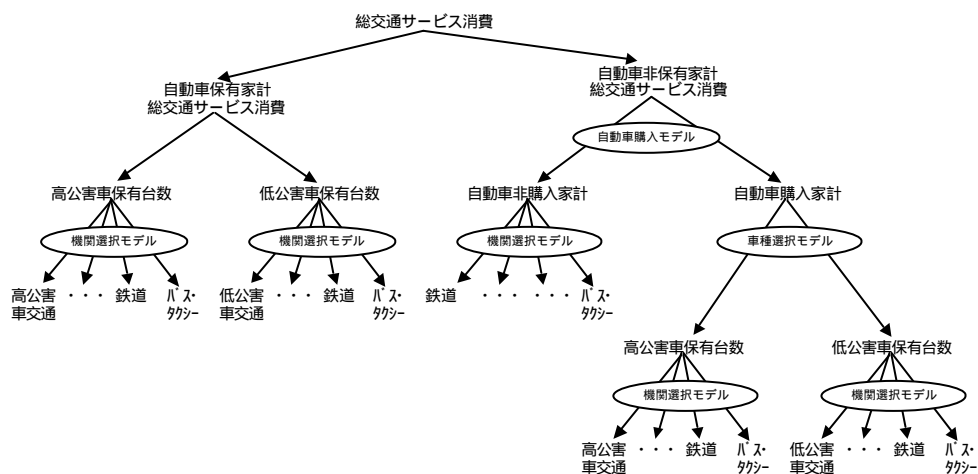 総交通サービス消費
自動車保有家計
総交通サービス消費
自動車非保有家計
総交通サービス消費
自動車購入モデル
高公害車保有台数
低公害車保有台数
自動車非購入家計
自動車購入家計
機関選択モデル
機関選択モデル
機関選択モデル
車種選択モデル
高公害
車交通
・・・
鉄道
バス・
タクシー
低公害
車交通
・・・
鉄道
バス・
タクシー
鉄道
・・・
・・・
バス・
タクシー
高公害車保有台数
低公害車保有台数
機関選択モデル
機関選択モデル
高公害
車交通
・・・
鉄道
バス・
タクシー
低公害
車交通
・・・
鉄道
バス・
タクシー